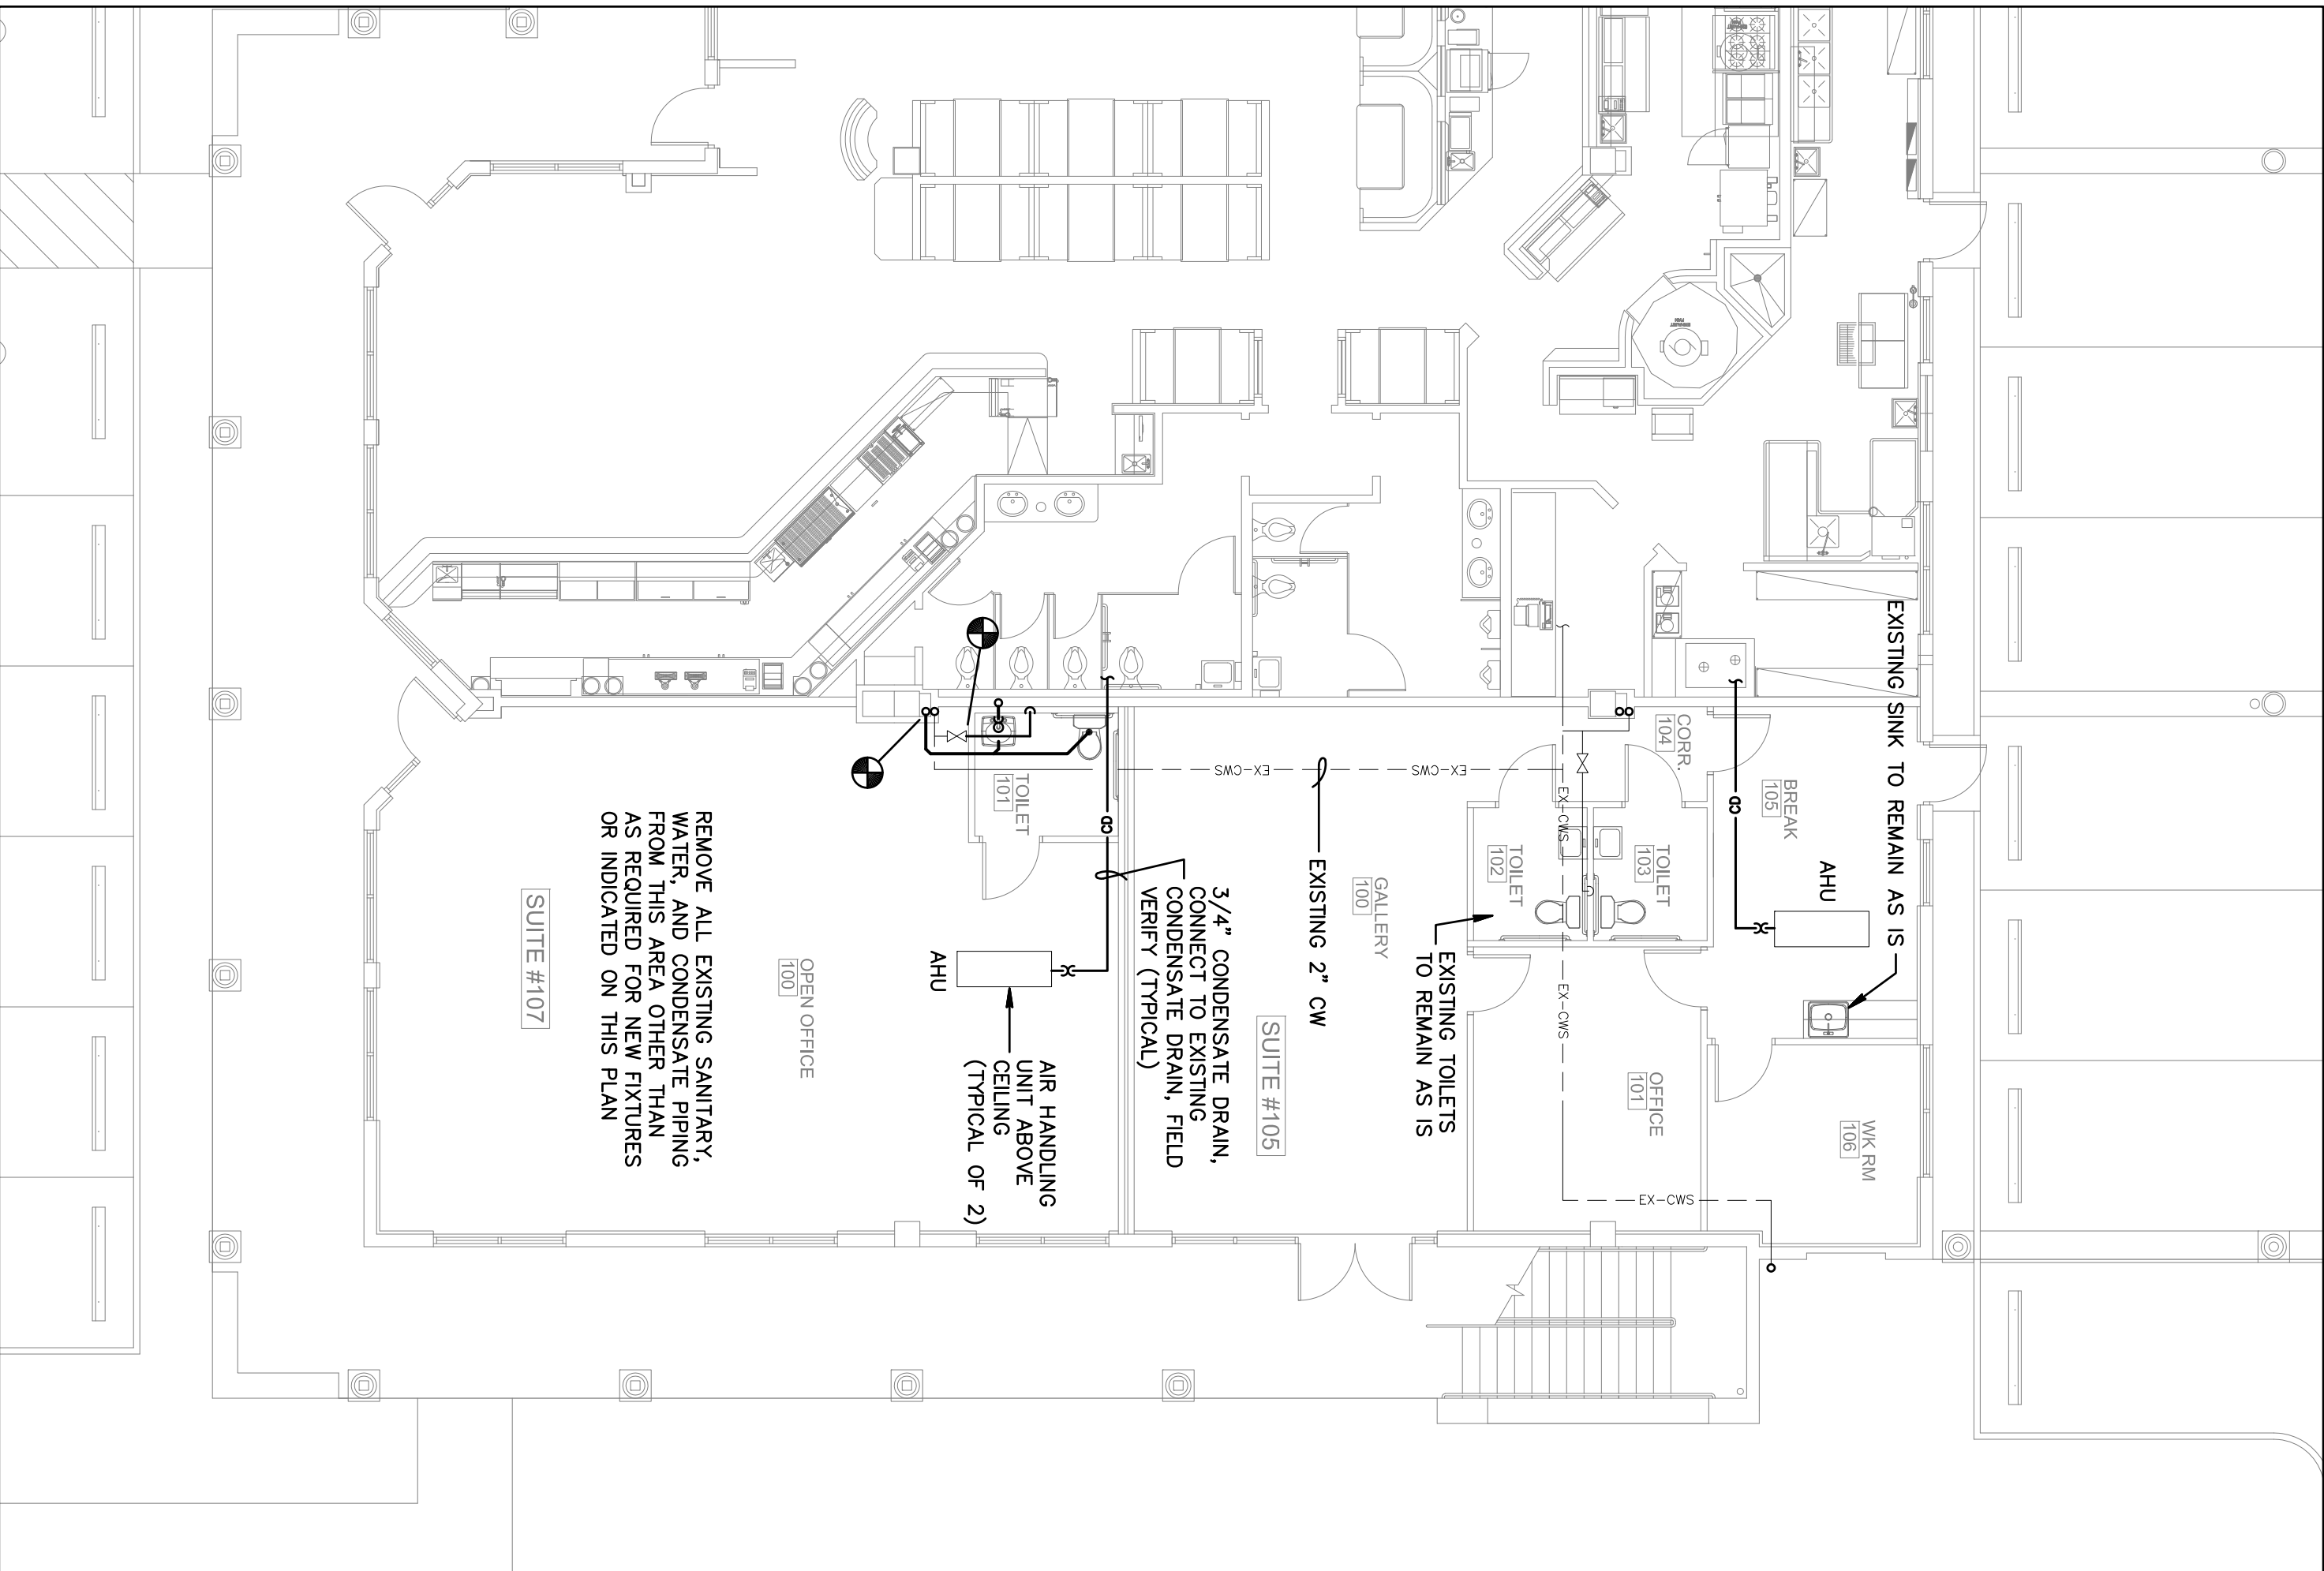 EXISTING SINK TO REMAIN AS IS
CORR.
104
BREAK
105
AHU
CD
TOILET
103
TOILET
102
WK RM
106
OFFICE
101
EXISTING TOILETS
TO REMAIN AS IS
EX-CWS
EX-CWS
EX-CWS
EX-CWS
EX-CWS
GALLERY
100
EXISTING 2" CW
SUITE #105
3/4" CONDENSATE DRAIN,
CONNECT TO EXISTING
CONDENSATE DRAIN, FIELD
VERIFY (TYPICAL)
CD
TOILET
101
AHU
AIR HANDLING
UNIT ABOVE
CEILING
(TYPICAL OF 2)
OPEN OFFICE
100
REMOVE ALL EXISTING SANITARY,
WATER, AND CONDENSATE PIPING
FROM THIS AREA OTHER THAN
AS REQUIRED FOR NEW FIXTURES
OR INDICATED ON THIS PLAN
SUITE #107